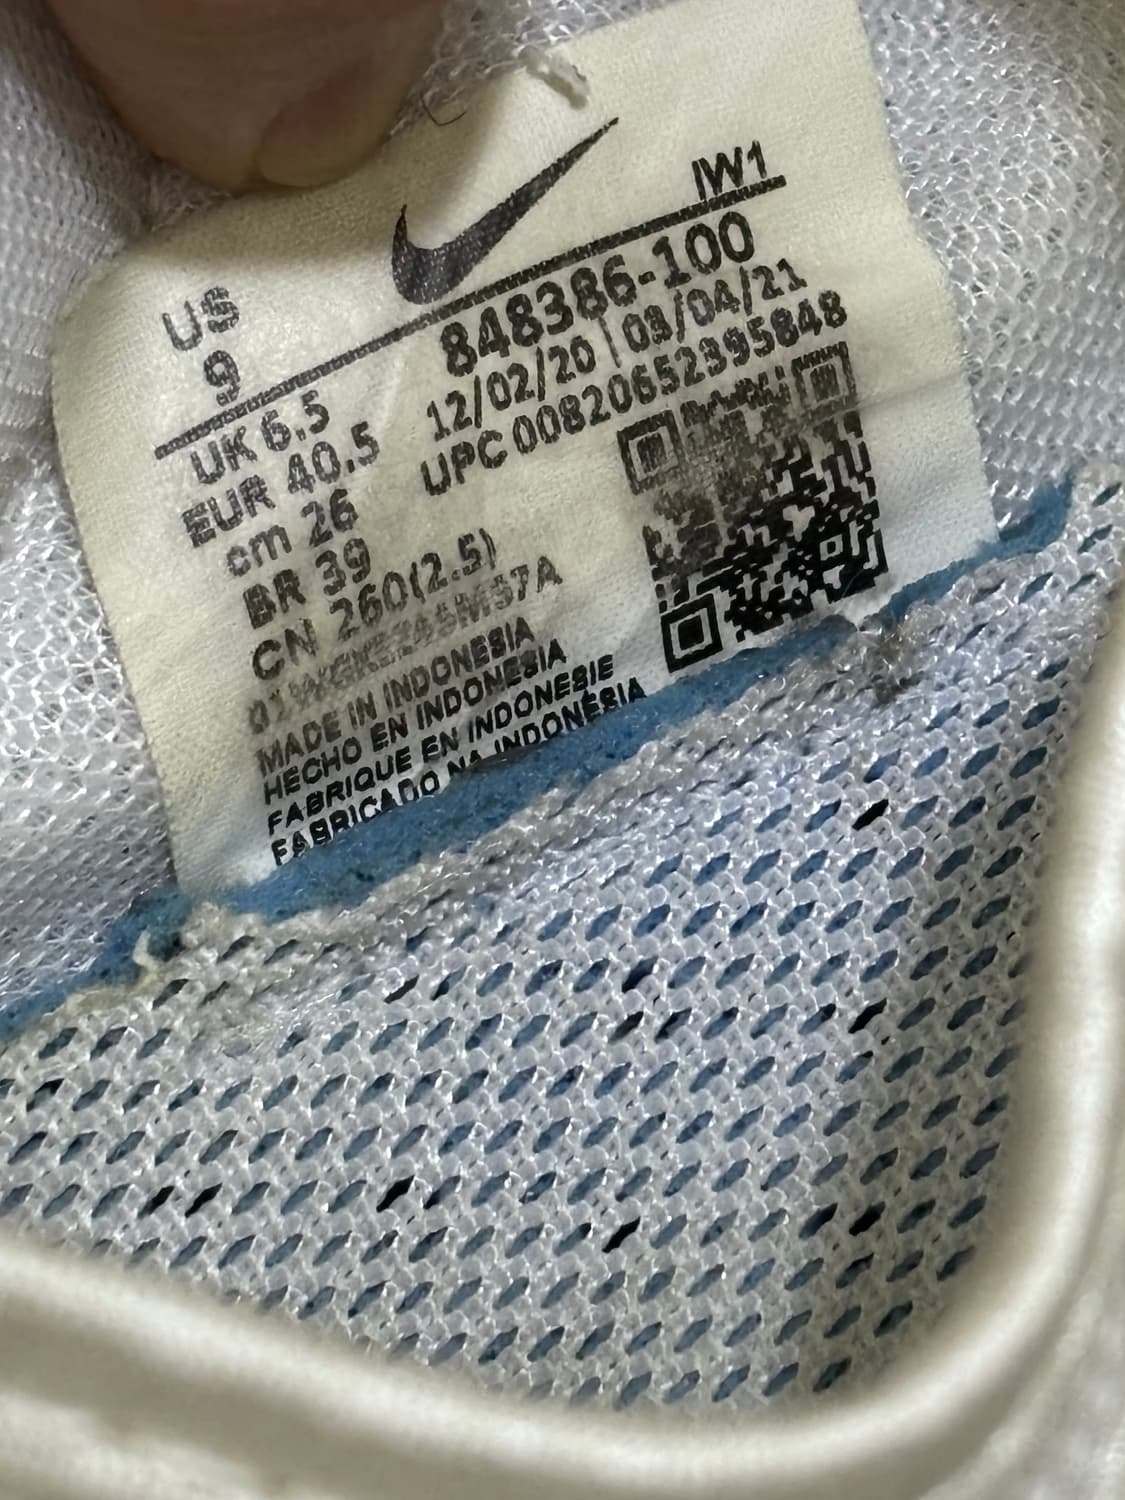 IW1
US
9
848386-100
12/02/20 | 03/04/21
UPC 00820652395848
UK 6.5
EUR 40.5
cm 26
BR 39
CN 260(2.5)
MADE IN INDONESIA
HECHO EN INDONESIA
FABRIQUE EN INDONESIE
FABRICADO NA INDONÉSIA